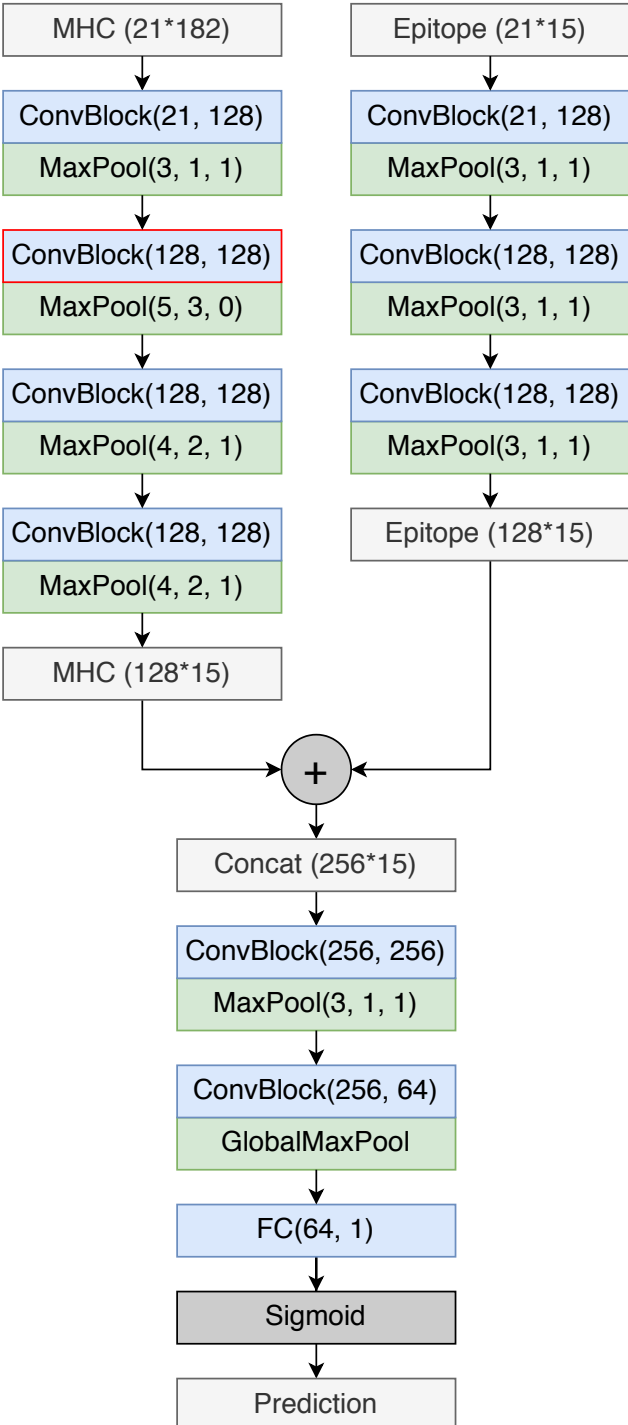 MHC (21*182)
ConvBlock(21, 128)
MaxPool(3, 1, 1)
ConvBlock(128, 128)
MaxPool(5, 3, 0)
ConvBlock(128, 128)
MaxPool(4, 2, 1)
ConvBlock(128, 128)
MaxPool(4, 2, 1)
MHC (128*15)
Epitope (21*15)
ConvBlock(21, 128)
MaxPool(3, 1, 1)
ConvBlock(128, 128)
MaxPool(3, 1, 1)
ConvBlock(128, 128)
MaxPool(3, 1, 1)
Epitope (128*15)
+
Concat (256*15)
ConvBlock(256, 256)
MaxPool(3, 1, 1)
ConvBlock(256, 64)
GlobalMaxPool
FC(64, 1)
Sigmoid
Prediction